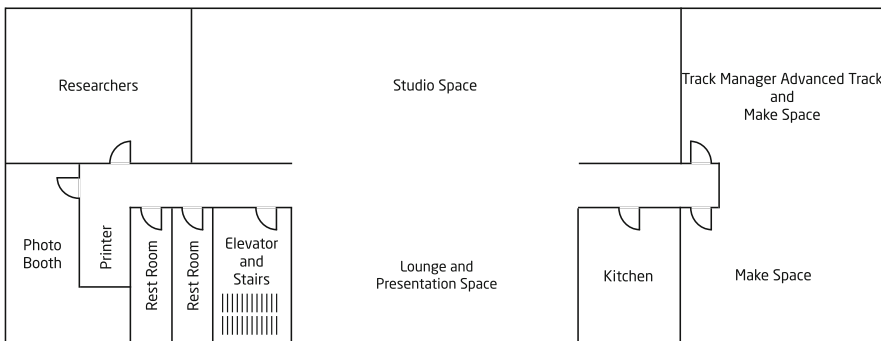 Researchers
Studio Space
Track Manager Advanced Track
and
Make Space
Photo
Booth
Printer
Rest Room
Rest Room
Elevator
and
Stairs
Lounge and
Presentation Space
Kitchen
Make Space